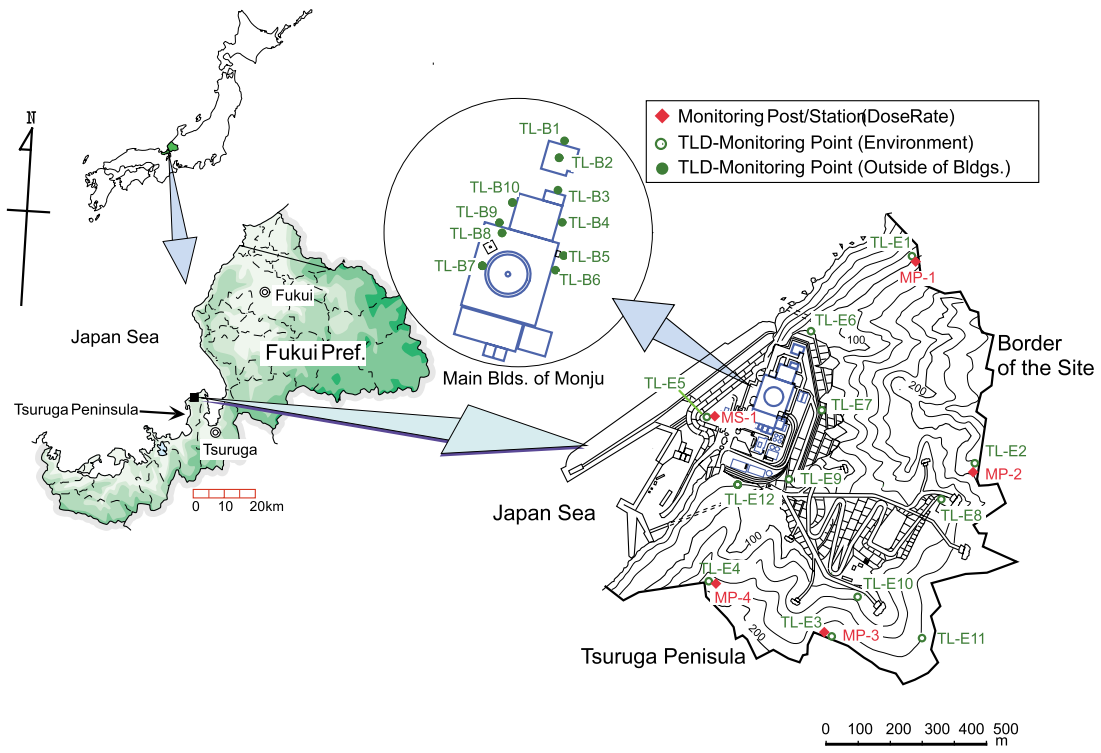 N
Japan Sea
Fukui
Fukui Pref.
Tsuruga Peninsula
Tsuruga
0 10 20km
TL-B1
TL-B2
TL-B10
TL-B3
TL-B9
TL-B4
TL-B8
TL-B5
TL-B7
TL-B6
Main Blds. of Monju
Monitoring Post/Station(DoseRate)
TLD-Monitoring Point (Environment)
TLD-Monitoring Point (Outside of Bldgs.)
TL-E1
MP-1
TL-E6
100
Border
of the Site
200
TL-E5
MS-1
TL-E7
TL-E2
MP-2
TL-E9
TL-E12
TL-E8
Japan Sea
100
TL-E4
MP-4
TL-E10
TL-E3
MP-3
TL-E11
200
Tsuruga Penisula
0 100 200 300 400 500
m